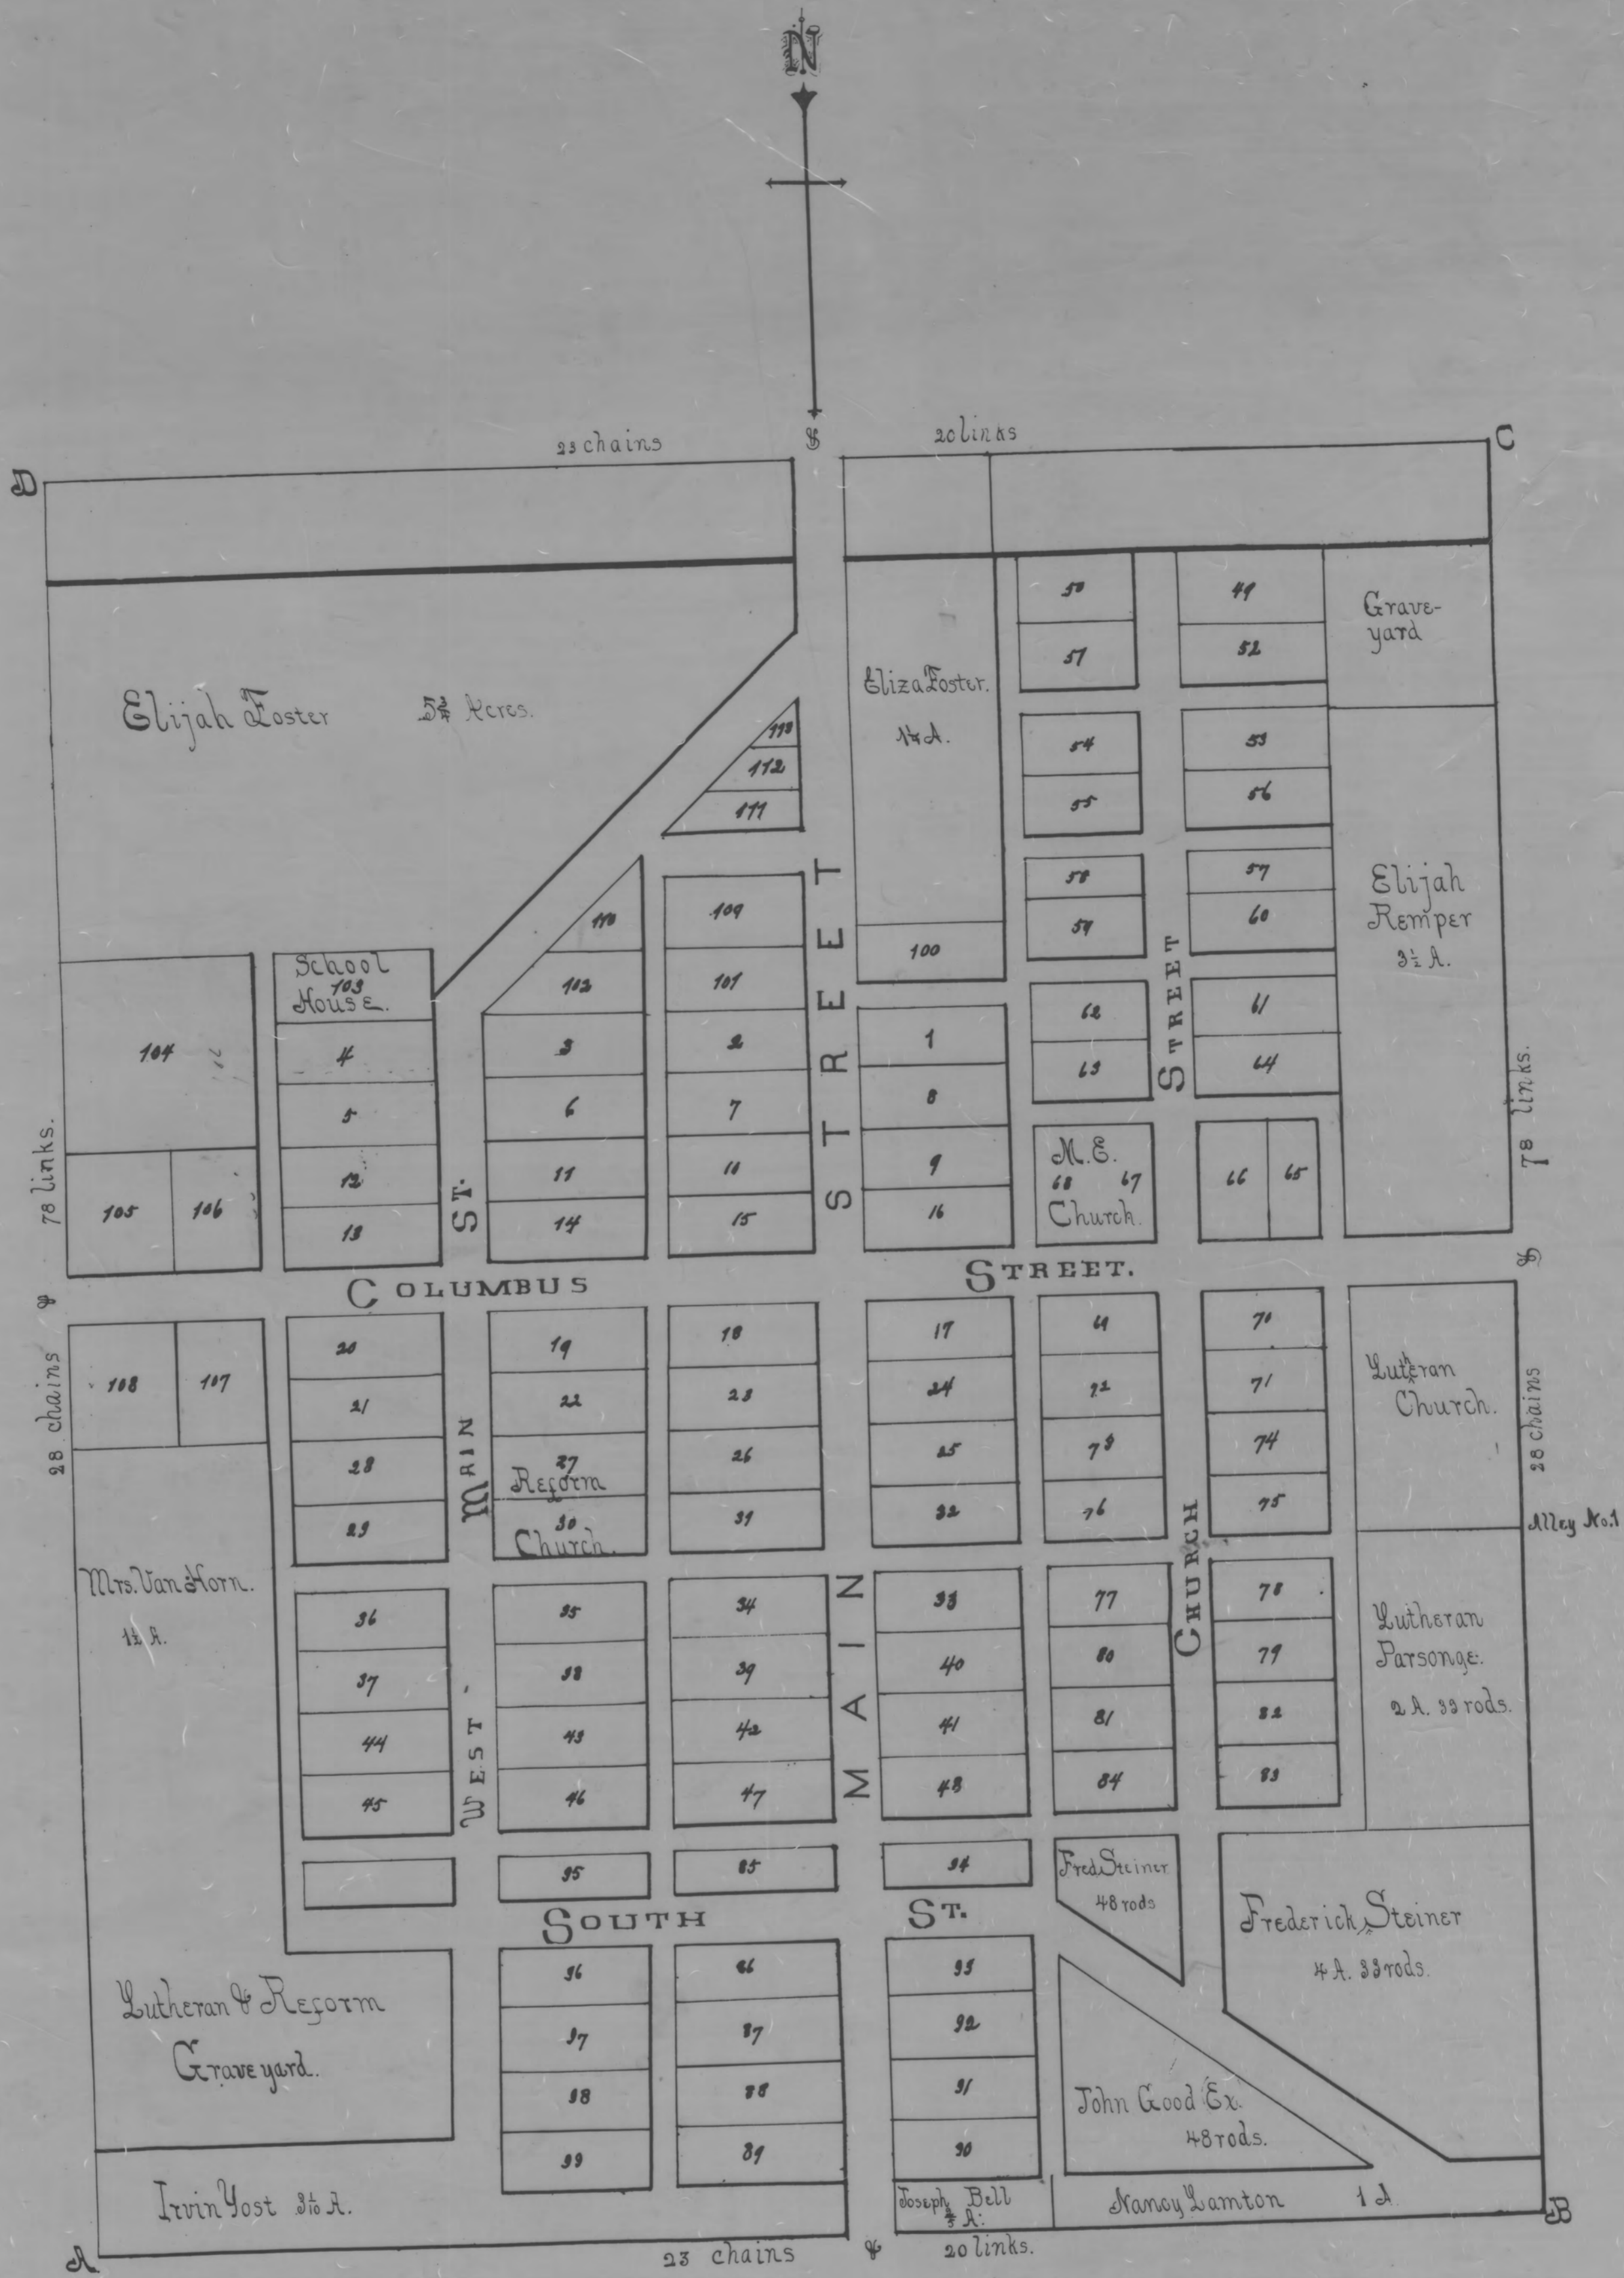 N
23 chains & 20 links
D
C
50
49
Grave-
yard
51
52
Elijah Foster 5¾ Acres.
Eliza Foster.
1¼ A.
113
112
111
54
53
55
56
58
57
59
60
Elijah
Remper
3½ A.
110
109
100
102
101
School
103
House.
104
4
3
2
1
62
61
5
6
7
8
63
64
12
11
10
9
M.E.
68 67
Church.
66
65
105
106
13
14
15
16
STREET
STREET
ST.
78 links.
78 links.
&
&
COLUMBUS STREET.
108
107
20
19
18
17
69
70
21
22
23
24
72
71
28
27
Reform
26
25
73
74
29
30
Church.
31
32
76
75
Lutheran
Church.
28 chains
28 chains
Alley No.1
MAIN
CHURCH
Mrs. Van Horn.
1½ A.
36
35
34
33
77
78
37
38
39
40
80
79
44
43
42
41
81
82
45
46
47
48
84
83
Lutheran
Parsonge.
2 A. 33 rods.
WEST
MAIN
95
85
94
Fred Steiner
48 rods
Frederick Steiner
4 A. 33 rods.
SOUTH ST.
96
86
93
97
87
92
98
88
91
99
89
90
Lutheran & Reform
Graveyard.
John Good Ex.
48 rods.
Irvin Yost 3 1/10 A.
Joseph Bell
A.
Nancy Lamton 1 A
A
B
23 chains & 20 links.